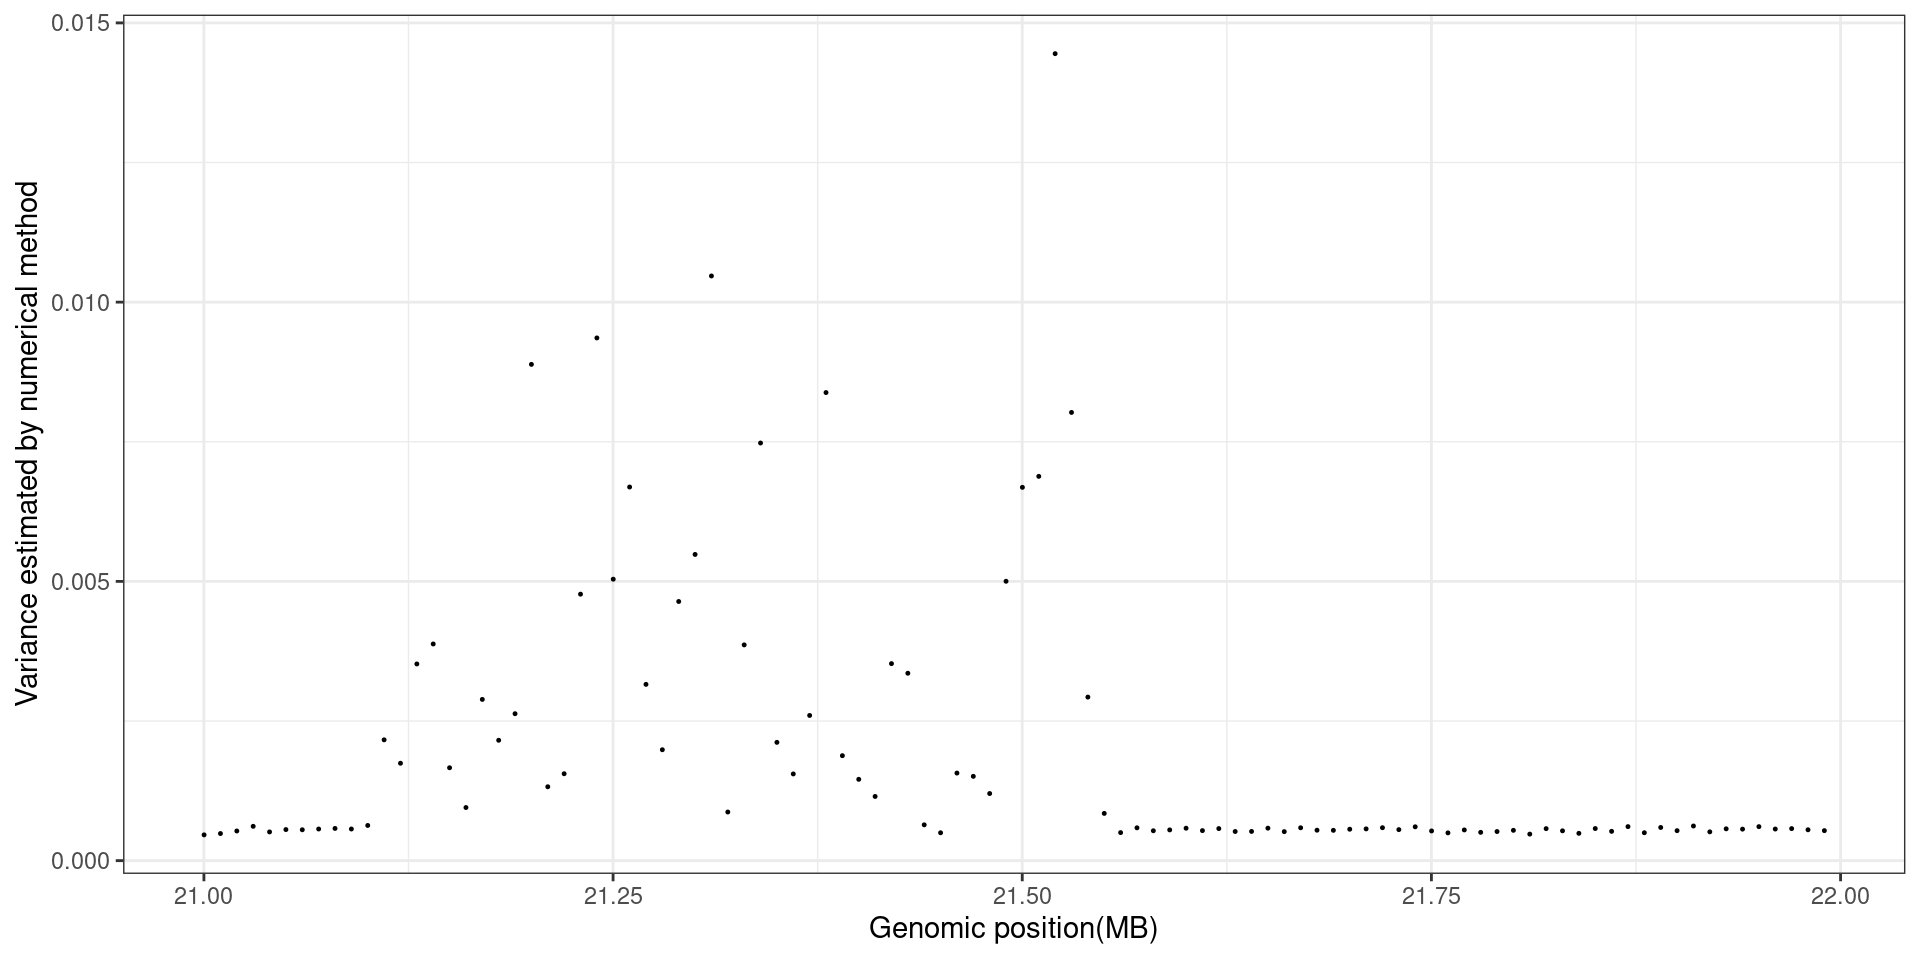 Variance estimated by numerical method
0.015
0.010
0.005
0.000
21.00 21.25 21.50 21.75 22.00
Genomic position(MB)